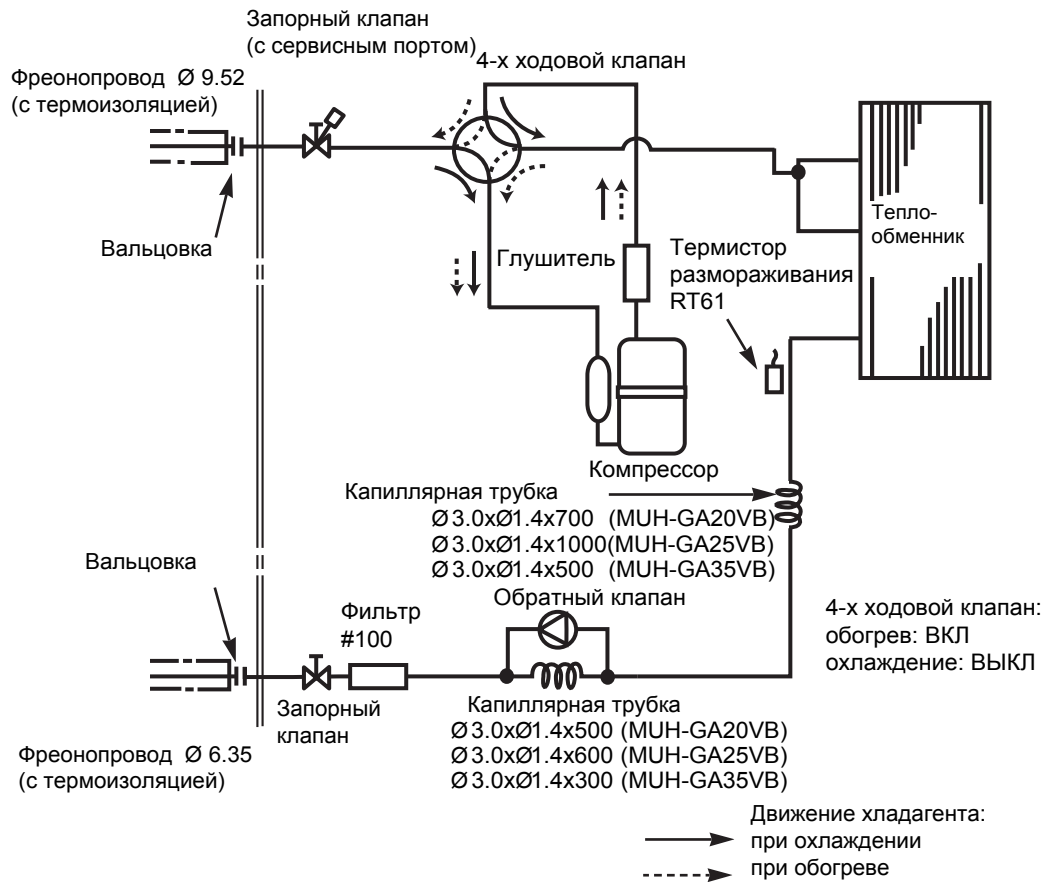 Запорный клапан
(с сервисным портом)
4-х ходовой клапан
Фреонопровод Ø 9.52
(с термоизоляцией)
Вальцовка
Глушитель
Термистор
размораживания
RT61
Тепло-
обменник
Компрессор
Капиллярная трубка
Ø3.0xØ1.4x700 (MUH-GA20VB)
Ø3.0xØ1.4x1000(MUH-GA25VB)
Ø3.0xØ1.4x500 (MUH-GA35VB)
Вальцовка
Фильтр
#100
Обратный клапан
4-х ходовой клапан:
обогрев: ВКЛ
охлаждение: ВЫКЛ
Запорный
клапан
Капиллярная трубка
Ø3.0xØ1.4x500 (MUH-GA20VB)
Ø3.0xØ1.4x600 (MUH-GA25VB)
Ø3.0xØ1.4x300 (MUH-GA35VB)
Фреонопровод Ø 6.35
(с термоизоляцией)
Движение хладагента:
при охлаждении
при обогреве